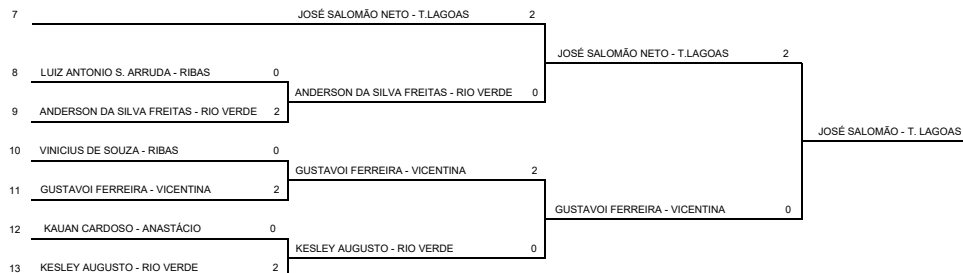 7 JOSÉ SALOMÃO NETO - T.LAGOAS 2
JOSÉ SALOMÃO NETO - T.LAGOAS 2
8 LUIZ ANTONIO S. ARRUDA - RIBAS 0
ANDERSON DA SILVA FREITAS - RIO VERDE 0
9 ANDERSON DA SILVA FREITAS - RIO VERDE 2
JOSÉ SALOMÃO - T. LAGOAS
10 VINICIUS DE SOUZA - RIBAS 0
GUSTAVOI FERREIRA - VICENTINA 2
11 GUSTAVOI FERREIRA - VICENTINA 2
GUSTAVOI FERREIRA - VICENTINA 0
12 KAUAN CARDOSO - ANASTÁCIO 0
KESLEY AUGUSTO - RIO VERDE 0
13 KESLEY AUGUSTO - RIO VERDE 2